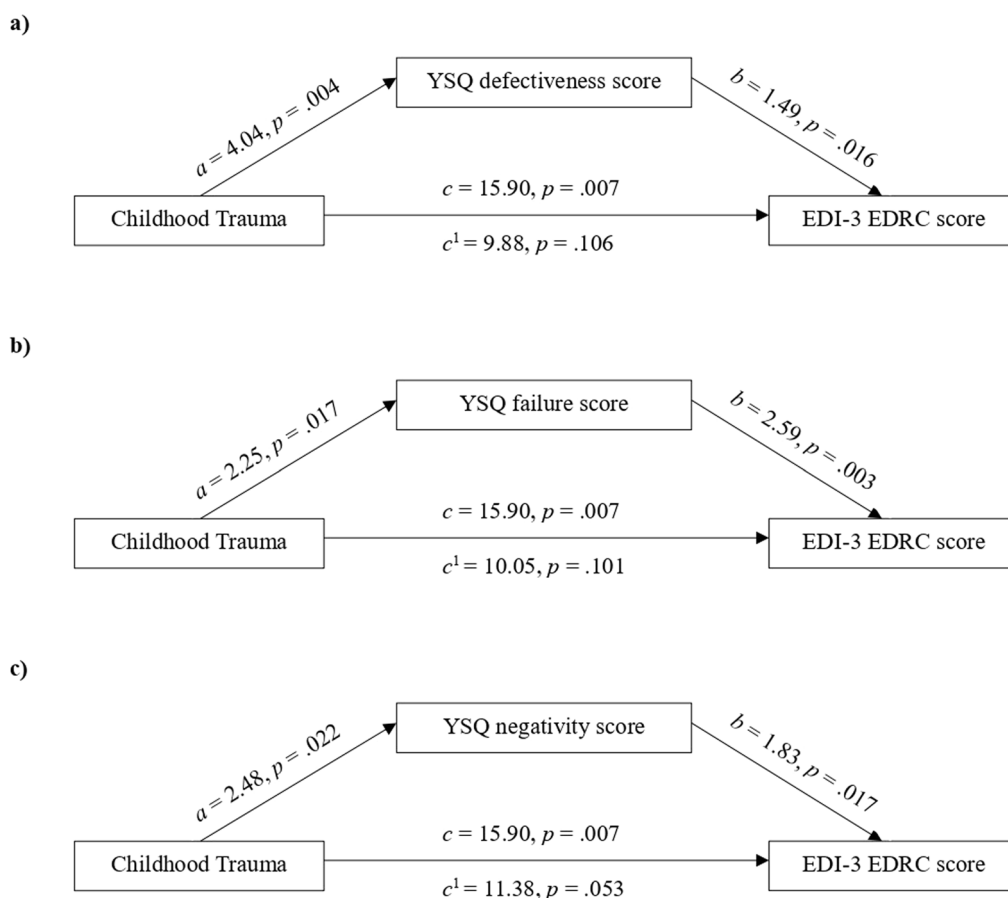 a)
YSQ defectiveness score
a = 4.04, p = .004
b = 1.49, p = .016
Childhood Trauma
c = 15.90, p = .007
c¹ = 9.88, p = .106
EDI-3 EDRC score
b)
YSQ failure score
a = 2.25, p = .017
b = 2.59, p = .003
Childhood Trauma
c = 15.90, p = .007
c¹ = 10.05, p = .101
EDI-3 EDRC score
c)
YSQ negativity score
a = 2.48, p = .022
b = 1.83, p = .017
Childhood Trauma
c = 15.90, p = .007
c¹ = 11.38, p = .053
EDI-3 EDRC score